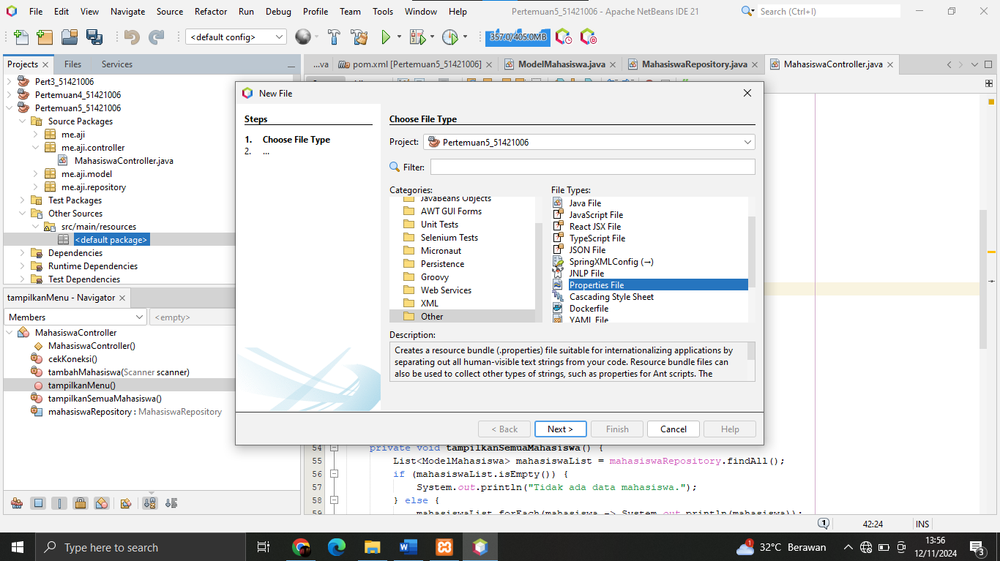 File Edit View Navigate Source Refactor Run Debug Profile Team Tools Window Help Pertemuan5_51421006 - Apache NetBeans IDE 21 Search (Ctrl+I)
<default config> 357.0/405.0MB
Projects Files Services ...va pom.xml [Pertemuan5_51421006] ModelMahasiswa.java MahasiswaRepository.java MahasiswaController.java
Pert3_51421006
Pertemuan4_51421006
Pertemuan5_51421006
Source Packages
me.aji
me.aji.controller
MahasiswaController.java
me.aji.model
me.aji.repository
Test Packages
Other Sources
src/main/resources
<default package>
Dependencies
Runtime Dependencies
Test Dependencies
tampilkanMenu - Navigator
Members <empty>
MahasiswaController
MahasiswaController()
cekKoneksi()
tambahMahasiswa(Scanner scanner)
tampilkanMenu()
tampilkanSemuaMahasiswa()
mahasiswaRepository : MahasiswaRepository
New File
Steps
1. Choose File Type
2. ...
Choose File Type
Project: Pertemuan5_51421006
Filter:
Categories:
JavaBeans Objects
AWT GUI Forms
Unit Tests
Selenium Tests
Micronaut
Persistence
Groovy
Web Services
XML
Other
File Types:
Java File
JavaScript File
React JSX File
TypeScript File
JSON File
SpringXMLConfig (→)
JNLP File
Properties File
Cascading Style Sheet
Dockerfile
YAML File
Description:
Creates a resource bundle (.properties) file suitable for internationalizing applications by
separating out all human-visible text strings from your code. Resource bundle files can
also be used to collect other types of strings, such as properties for Ant scripts. The
< Back Next > Finish Cancel Help
54 private void tampilkanSemuaMahasiswa() {
55 List<ModelMahasiswa> mahasiswaList = mahasiswaRepository.findAll();
56 if (mahasiswaList.isEmpty()) {
57 System.out.println("Tidak ada data mahasiswa.");
58 } else {
59 mahasiswaList.forEach(mahasiswa -> System.out.println(mahasiswa));
1 42:24 INS
Type here to search 1 32°C Berawan 13:56
12/11/2024 3